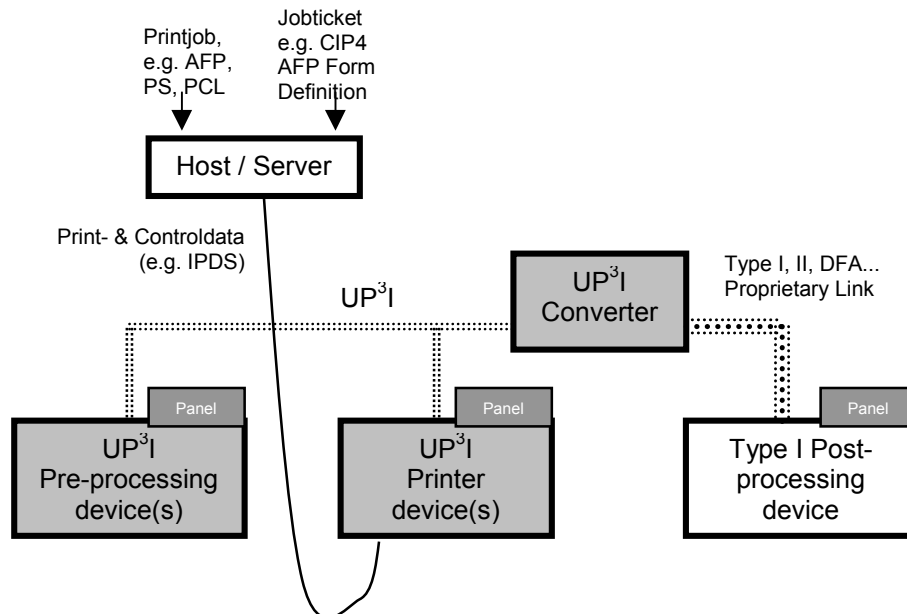 Printjob,
e.g. AFP,
PS, PCL
Jobticket
e.g. CIP4
AFP Form
Definition
Host / Server
Print- & Controldata
(e.g. IPDS)
UP³I
UP³I
Converter
Type I, II, DFA...
Proprietary Link
Panel
UP³I
Pre-processing
device(s)
Panel
UP³I
Printer
device(s)
Panel
Type I Post-
processing
device